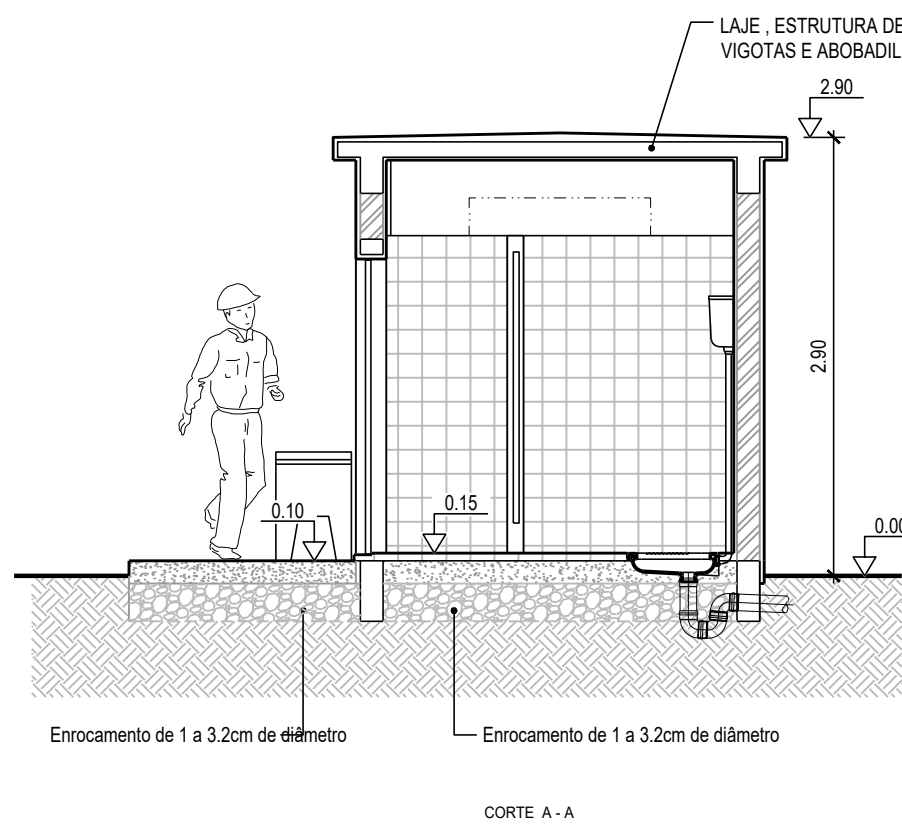 LAJE , ESTRUTURA DE
VIGOTAS E ABOBADIL
2.90
2.90
0.10
0.15
0.00
Enrocamento de 1 a 3.2cm de diâmetro
Enrocamento de 1 a 3.2cm de diâmetro
CORTE A - A